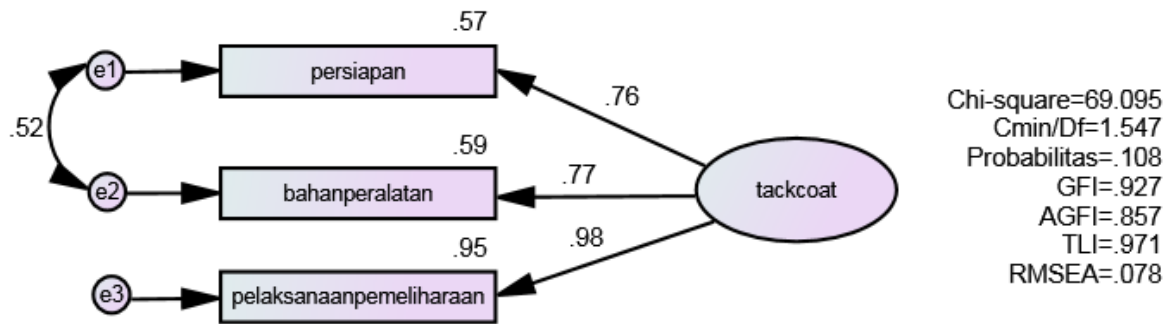 .57
e1
persiapan
.76
.52
.59
e2
bahanperalatan
.77
tackcoat
.95
.98
e3
pelaksanaanpemeliharaan
Chi-square=69.095
Cmin/Df=1.547
Probabilitas=.108
GFI=.927
AGFI=.857
TLI=.971
RMSEA=.078